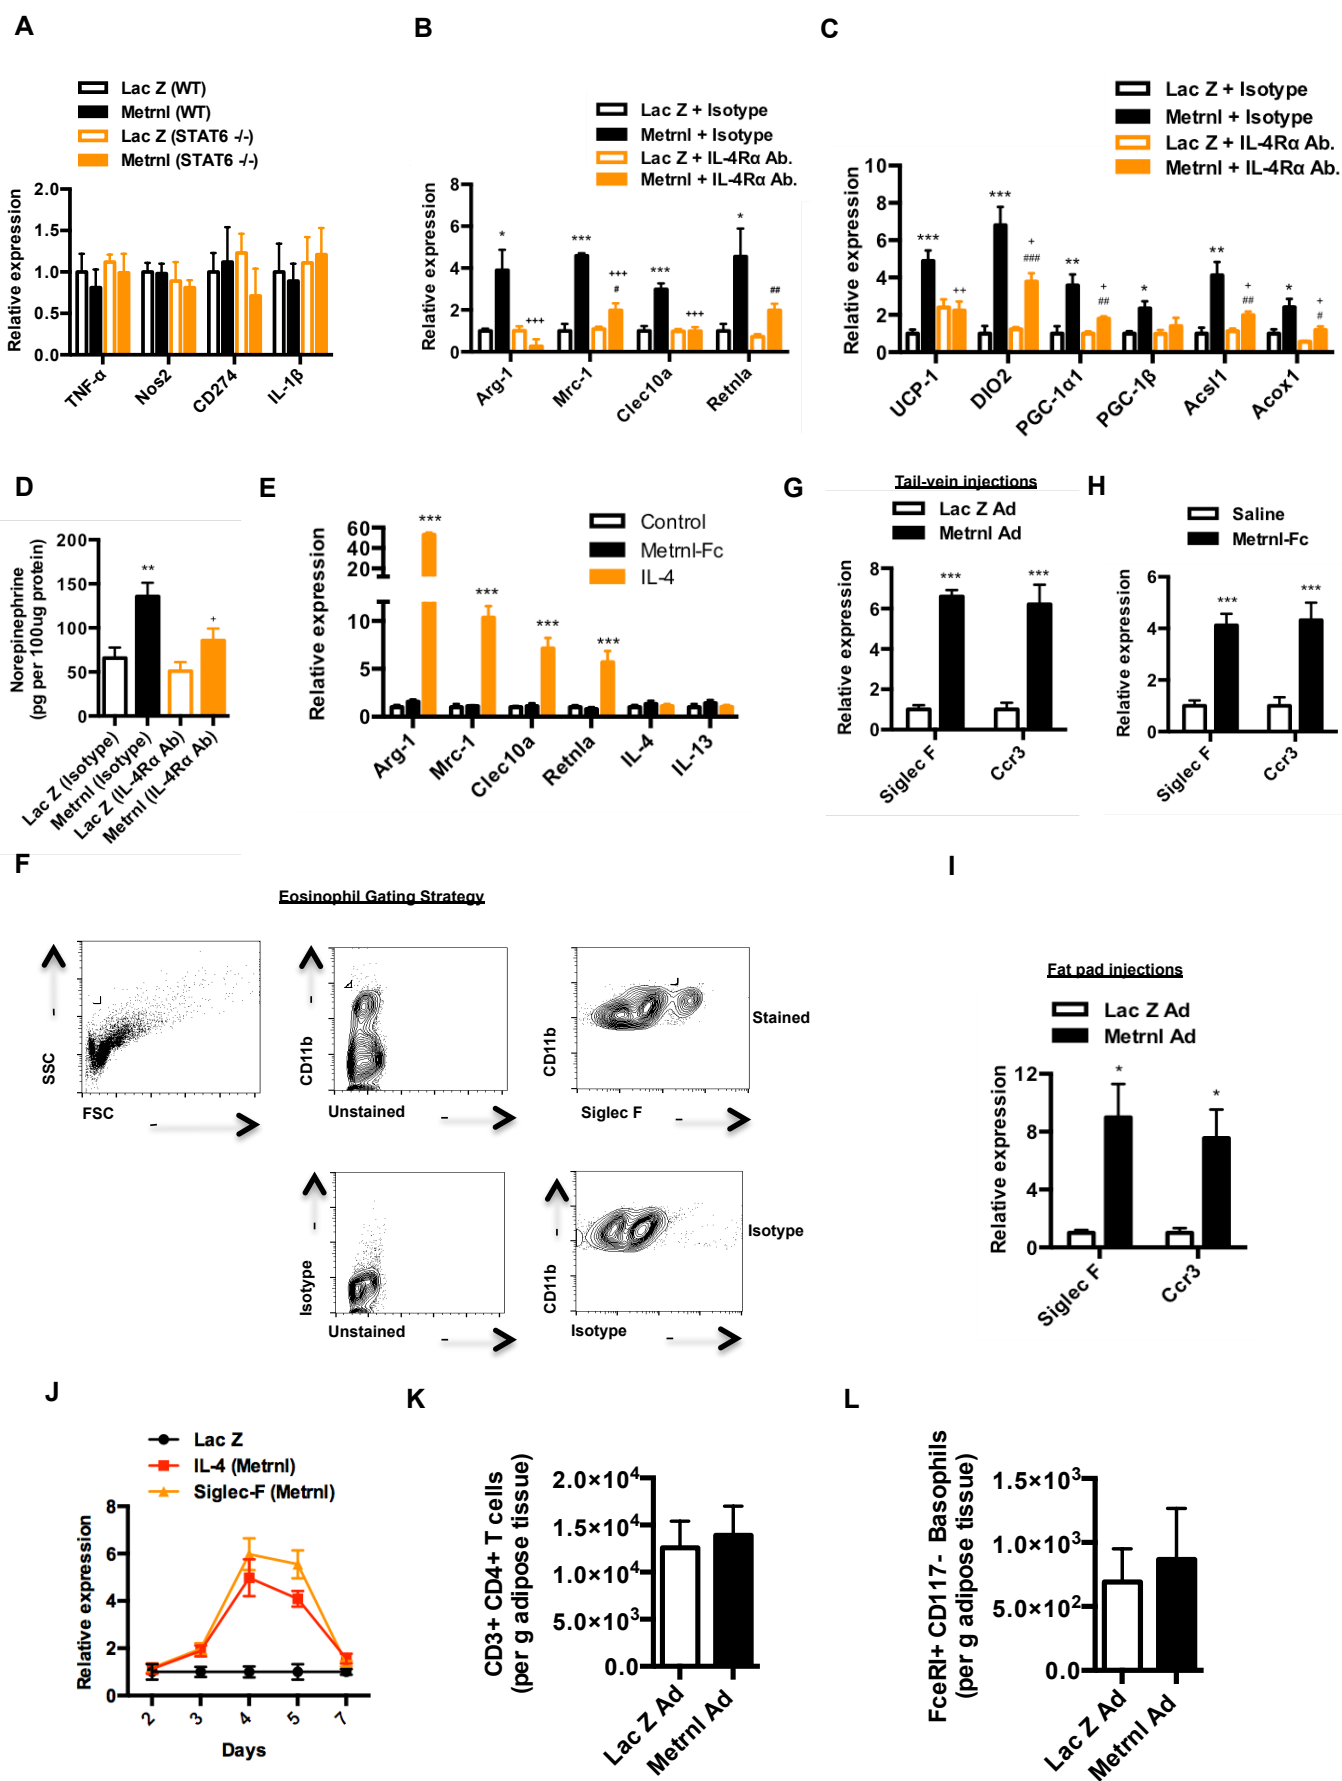 A
Lac Z (WT)
Metrnl (WT)
Lac Z (STAT6 -/-)
Metrnl (STAT6 -/-)
Relative expression
2.0
1.5
1.0
0.5
0.0
TNF-α
Nos2
CD274
IL-1β
B
Lac Z + Isotype
Metrnl + Isotype
Lac Z + IL-4Rα Ab.
Metrnl + IL-4Rα Ab.
Relative expression
8
6
4
2
0
*
+++
***
+++
#
***
+++
*
##
Arg-1
Mrc-1
Clec10a
Retnla
C
Lac Z + Isotype
Metrnl + Isotype
Lac Z + IL-4Rα Ab.
Metrnl + IL-4Rα Ab.
Relative expression
10
8
6
4
2
0
***
++
***
+
###
**
+
##
*
**
+
##
*
+
#
UCP-1
DIO2
PGC-1α1
PGC-1β
Acsl1
Acox1
D
Norepinephrine
(pg per 100ug protein)
200
150
100
50
0
**
+
Lac Z (Isotype)
Metrnl (Isotype)
Lac Z (IL-4Rα Ab)
Metrnl (IL-4Rα Ab)
E
Control
Metrnl-Fc
IL-4
Relative expression
60
40
20
10
5
0
***
***
***
***
Arg-1
Mrc-1
Clec10a
Retnla
IL-4
IL-13
G
Tail-vein injections
Lac Z Ad
Metrnl Ad
Relative expression
8
6
4
2
0
***
***
Siglec F
Ccr3
H
Saline
Metrnl-Fc
Relative expression
6
4
2
0
***
***
Siglec F
Ccr3
F
Eosinophil Gating Strategy
SSC
FSC
CD11b
Unstained
CD11b
Siglec F
Stained
Isotype
Unstained
CD11b
Isotype
Isotype
I
Fat pad injections
Lac Z Ad
Metrnl Ad
Relative expression
12
8
4
0
*
*
Siglec F
Ccr3
J
Lac Z
IL-4 (Metrnl)
Siglec-F (Metrnl)
Relative expression
8
6
4
2
0
2
3
4
5
7
Days
K
CD3+ CD4+ T cells
(per g adipose tissue)
2.0×10⁴
1.5×10⁴
1.0×10⁴
5.0×10³
0.0
Lac Z Ad
Metrnl Ad
L
FceRI+ CD117- Basophils
(per g adipose tissue)
1.5×10³
1.0×10³
5.0×10²
0.0
Lac Z Ad
Metrnl Ad